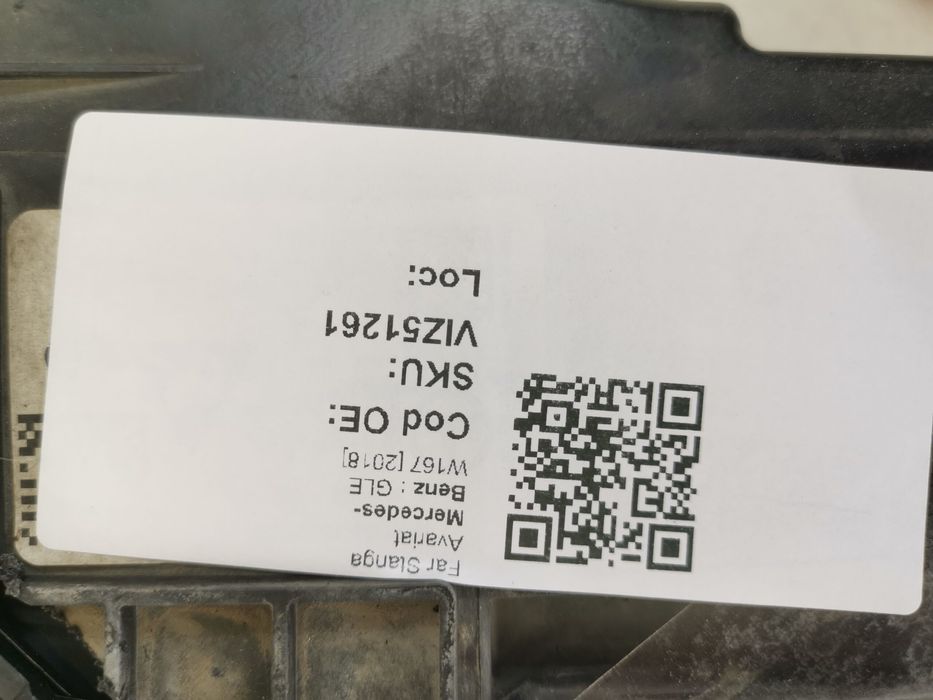 Far Stanga
Avariat
Mercedes-
Benz : GLE
W167 [2018]
Cod OE:
SKU:
VIZ51261
Loc: